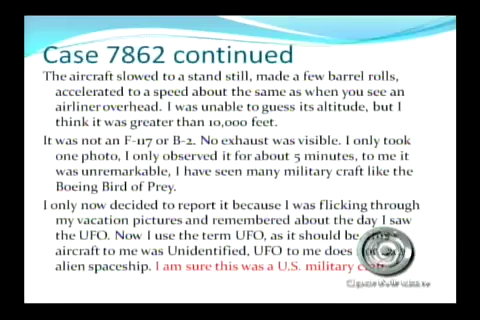 Case 7862 continued
The aircraft slowed to a stand still, made a few barrel rolls,
accelerated to a speed about the same as when you see an
airliner overhead. I was unable to guess its altitude, but I
think it was greater than 10,000 feet.
It was not an F-117 or B-2. No exhaust was visible. I only took
one photo, I only observed it for about 5 minutes, to me it
was unremarkable, I have seen many military craft like the
Boeing Bird of Prey.
I only now decided to report it because I was flicking through
my vacation pictures and remembered about the day I saw
the UFO. Now I use the term UFO, as it should be
aircraft to me was Unidentified, UFO to me does
alien spaceship. I am sure this was a U.S. military